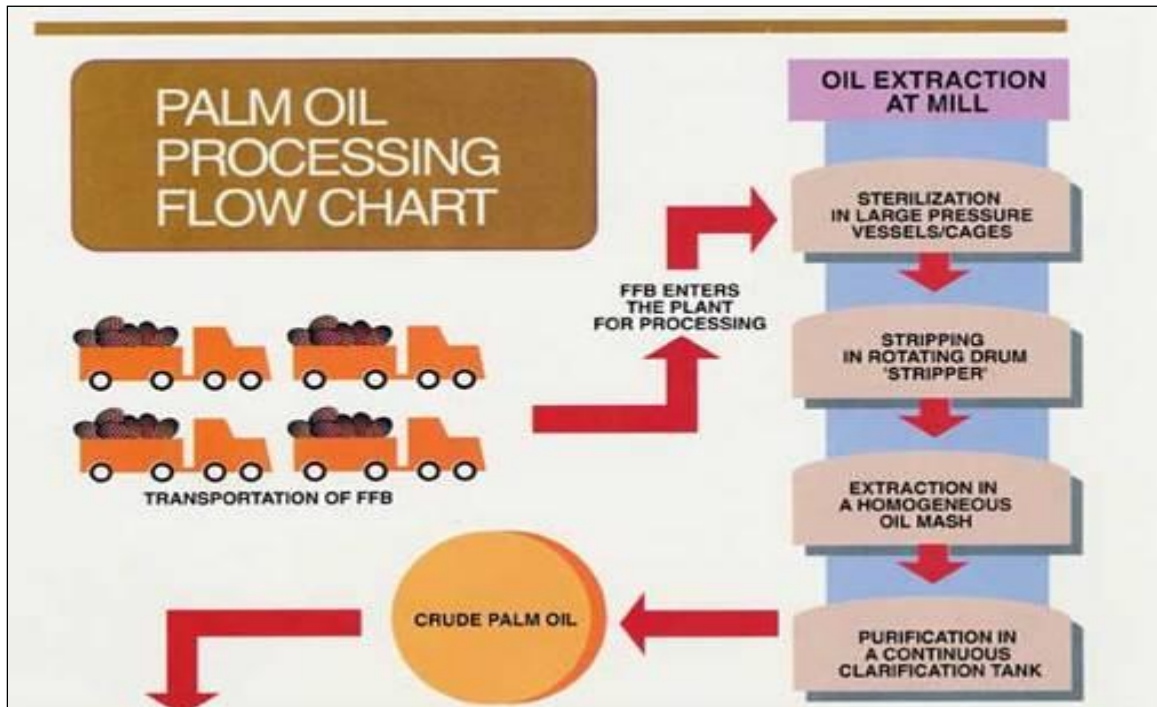 PALM OIL
PROCESSING
FLOW CHART
OIL EXTRACTION
AT MILL
STERILIZATION
IN LARGE PRESSURE
VESSELS/CAGES
FFB ENTERS
THE PLANT
FOR PROCESSING
STRIPPING
IN ROTATING DRUM
'STRIPPER'
TRANSPORTATION OF FFB
EXTRACTION IN
A HOMOGENEOUS
OIL MASH
CRUDE PALM OIL
PURIFICATION IN
A CONTINUOUS
CLARIFICATION TANK